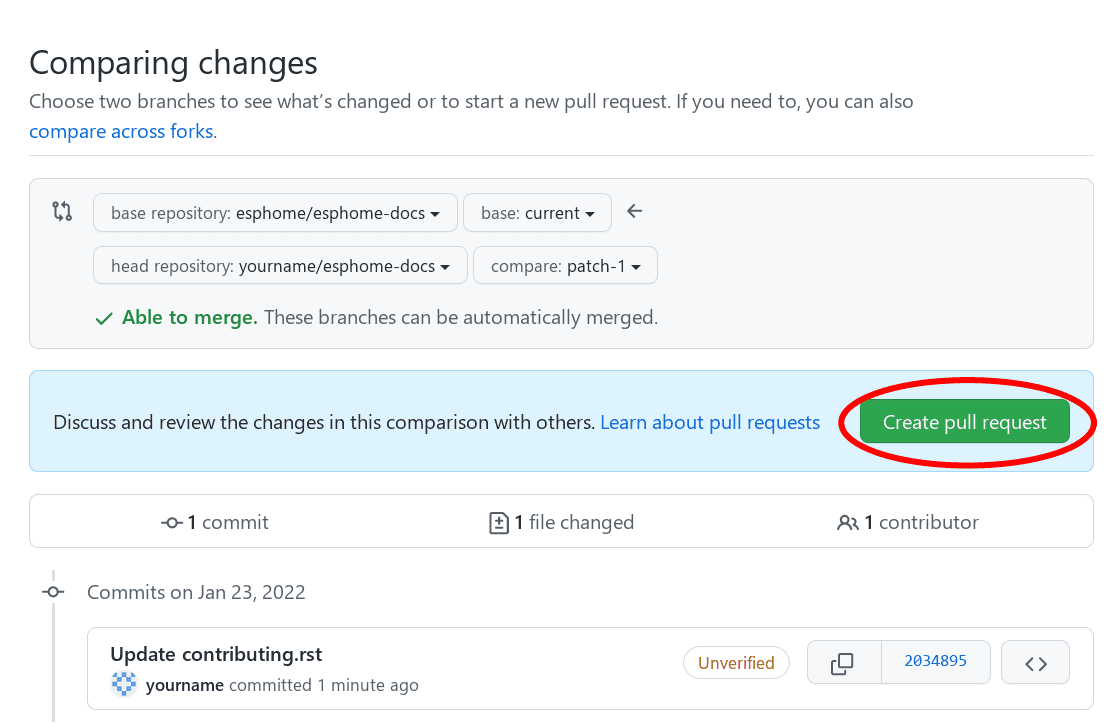 Comparing changes
Choose two branches to see what’s changed or to start a new pull request. If you need to, you can also
compare across forks.
base repository: esphome/esphome-docs base: current
head repository: yourname/esphome-docs compare: patch-1
Able to merge. These branches can be automatically merged.
Discuss and review the changes in this comparison with others. Learn about pull requests Create pull request
1 commit 1 file changed 1 contributor
Commits on Jan 23, 2022
Update contributing.rst
Unverified 2034895
yourname committed 1 minute ago